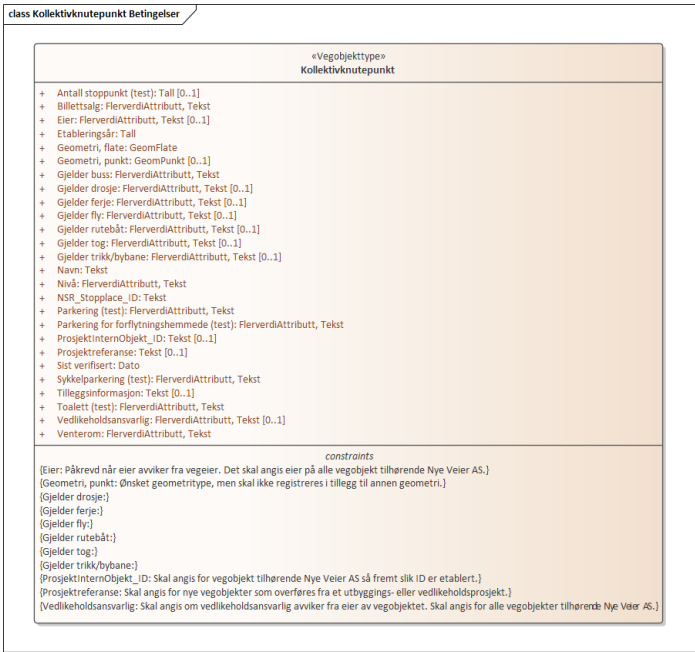 class Kollektivknutepunkt Betingelser
«Vegobjekttype»
Kollektivknutepunkt
+ Antall stoppunkt (test): Tall [0..1]
+ Billettsalg: FlerverdiAttributt, Tekst
+ Eier: FlerverdiAttributt, Tekst [0..1]
+ Etableringsår: Tall
+ Geometri, flate: GeomFlate
+ Geometri, punkt: GeomPunkt [0..1]
+ Gjelder buss: FlerverdiAttributt, Tekst
+ Gjelder drosje: FlerverdiAttributt, Tekst [0..1]
+ Gjelder ferje: FlerverdiAttributt, Tekst [0..1]
+ Gjelder fly: FlerverdiAttributt, Tekst [0..1]
+ Gjelder rutebåt: FlerverdiAttributt, Tekst [0..1]
+ Gjelder tog: FlerverdiAttributt, Tekst [0..1]
+ Gjelder trikk/bybane: FlerverdiAttributt, Tekst [0..1]
+ Navn: Tekst
+ Nivå: FlerverdiAttributt, Tekst
+ NSR_Stopplace_ID: Tekst
+ Parkering (test): FlerverdiAttributt, Tekst
+ Parkering for forflytningshemmede (test): FlerverdiAttributt, Tekst
+ ProsjektInternObjekt_ID: Tekst [0..1]
+ Prosjektreferanse: Tekst [0..1]
+ Sist verifisert: Dato
+ Sykkelparkering (test): FlerverdiAttributt, Tekst
+ Tilleggsinformasjon: Tekst [0..1]
+ Toalett (test): FlerverdiAttributt, Tekst
+ Vedlikeholdsansvarlig: FlerverdiAttributt, Tekst [0..1]
+ Venterom: FlerverdiAttributt, Tekst
constraints
{Eier: Påkrevd når eier avviker fra vegeier. Det skal angis eier på alle vegobjekt tilhørende Nye Veier AS.}
{Geometri, punkt: Ønsket geometritype, men skal ikke registreres i tillegg til annen geometri.}
{Gjelder drosje:}
{Gjelder ferje:}
{Gjelder fly:}
{Gjelder rutebåt:}
{Gjelder tog:}
{Gjelder trikk/bybane:}
{ProsjektInternObjekt_ID: Skal angis for vegobjekt tilhørende Nye Veier AS så fremt slik ID er etablert.}
{Prosjektreferanse: Skal angis for nye vegobjekter som overføres fra et utbyggings- eller vedlikeholdsprosjekt.}
{Vedlikeholdsansvarlig: Skal angis om vedlikeholdsansvarlig avviker fra eier av vegobjektet. Skal angis for alle vegobjekter tilhørende Nye Veier AS.}